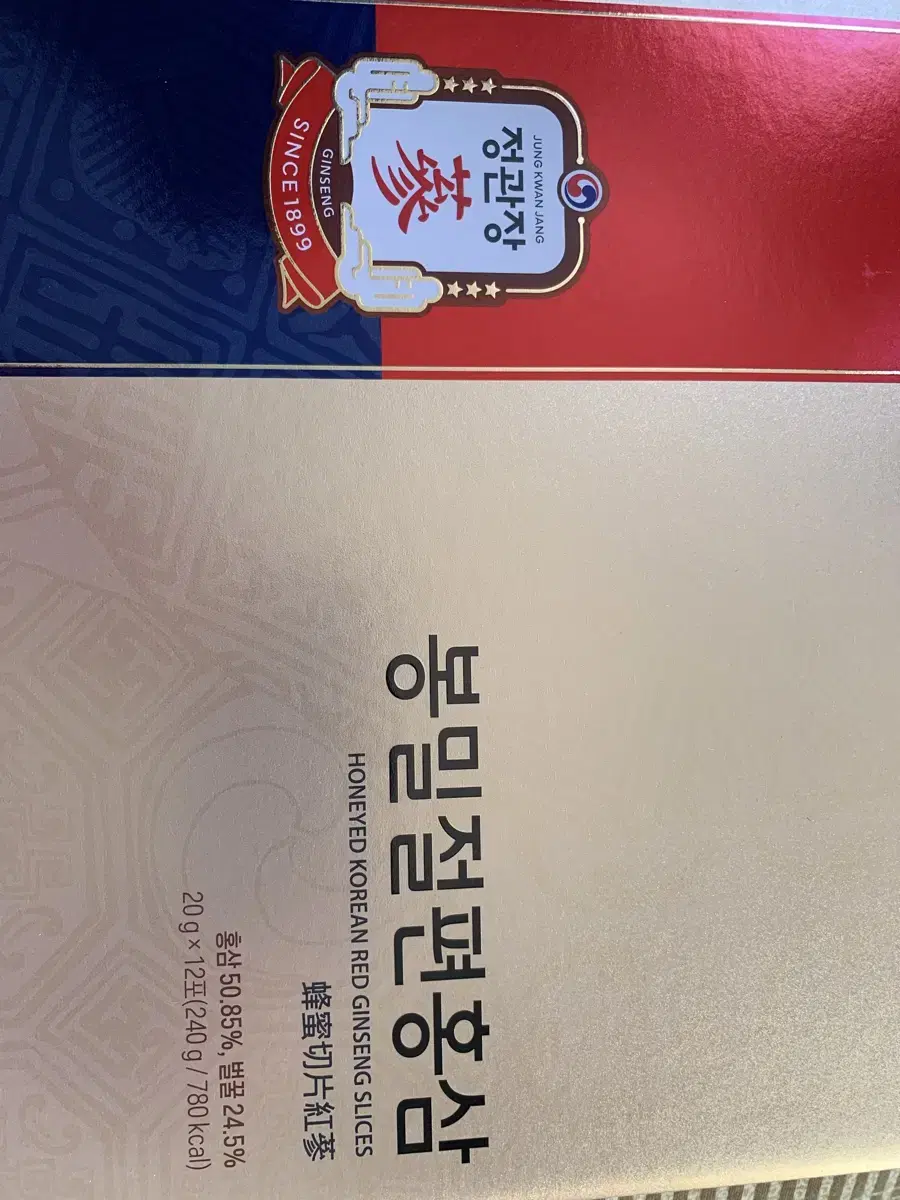 JUNG KWAN JANG
정관장
蔘
GINSENG
SINCE 1899
봉밀절편홍삼
HONEYED KOREAN RED GINSENG SLICES
蜂蜜切片紅蔘
홍삼 50.85%, 벌꿀 24.5%
20 g × 12포(240 g / 780 kcal)